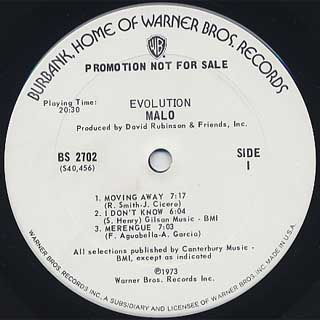 BURBANK, HOME OF WARNER BROS. RECORDS
WB
PROMOTION NOT FOR SALE
Playing Time:
20:30
EVOLUTION
MALO
Produced by David Rubinson & Friends, Inc.
BS 2702
(S40,456)
SIDE
1
1. MOVING AWAY 7:17
(R. Smith-J. Cicero)
2. I DON'T KNOW 6:04
(S. Henry) Gilson Music - BMI
3. MERENGUE 7:03
(F. Aguabella-A. Garcia)
All selections published by Canterbury Music -
BMI, except as indicated
℗1973
Warner Bros. Records Inc.
WARNER BROS. RECORDS INC., A SUBSIDIARY AND LICENSEE OF WARNER BROS. INC.